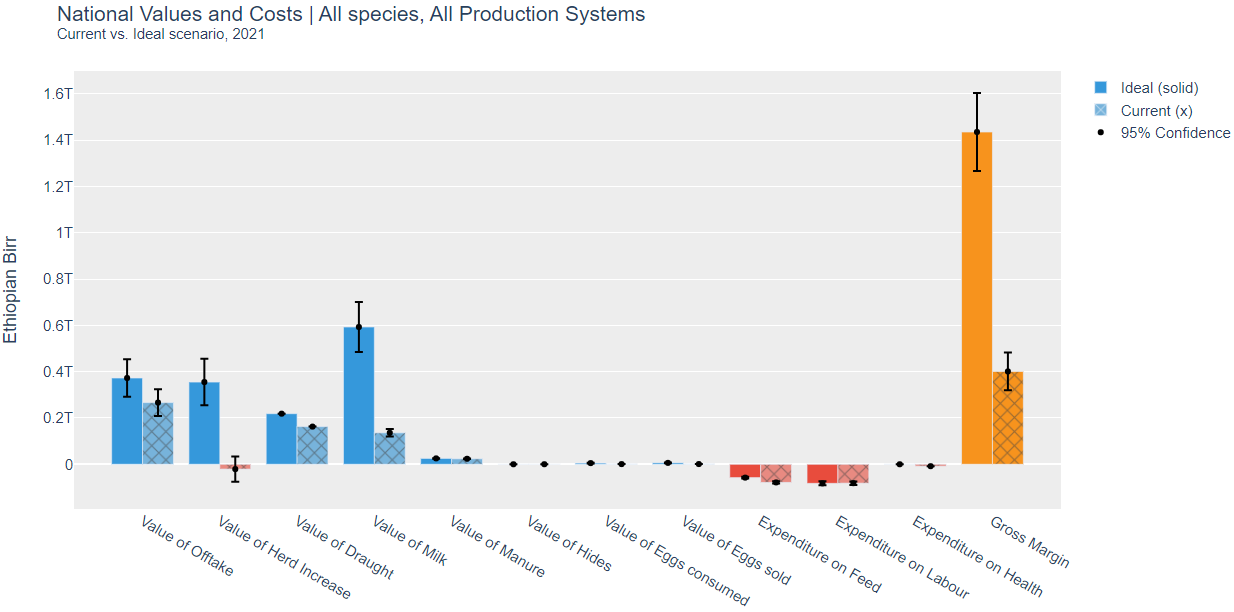 National Values and Costs | All species, All Production Systems
Current vs. Ideal scenario, 2021
Ideal (solid)
Current (x)
95% Confidence
Ethiopian Birr
1.6T
1.4T
1.2T
1T
0.8T
0.6T
0.4T
0.2T
0
Value of Offtake
Value of Herd Increase
Value of Draught
Value of Milk
Value of Manure
Value of Hides
Value of Eggs consumed
Value of Eggs sold
Expenditure on Feed
Expenditure on Labour
Expenditure on Health
Gross Margin